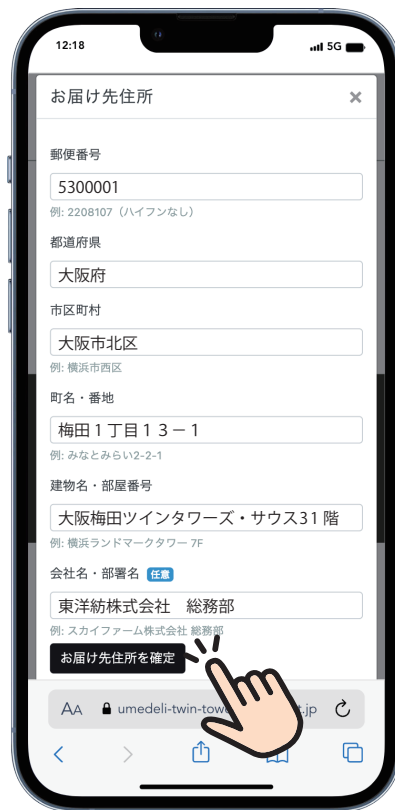 12:18
5G
お届け先住所
×
郵便番号
5300001
例: 2208107（ハイフンなし）
都道府県
大阪府
市区町村
大阪市北区
例: 横浜市西区
町名・番地
梅田１丁目１３－１
例: みなとみらい2-2-1
建物名・部屋番号
大阪梅田ツインタワーズ・サウス31 階
例: 横浜ランドマークタワー 7F
会社名・部署名 任意
東洋紡株式会社　総務部
例: スカイファーム株式会社 総務部
お届け先住所を確定
AA umedeli-twin-tow t.jp